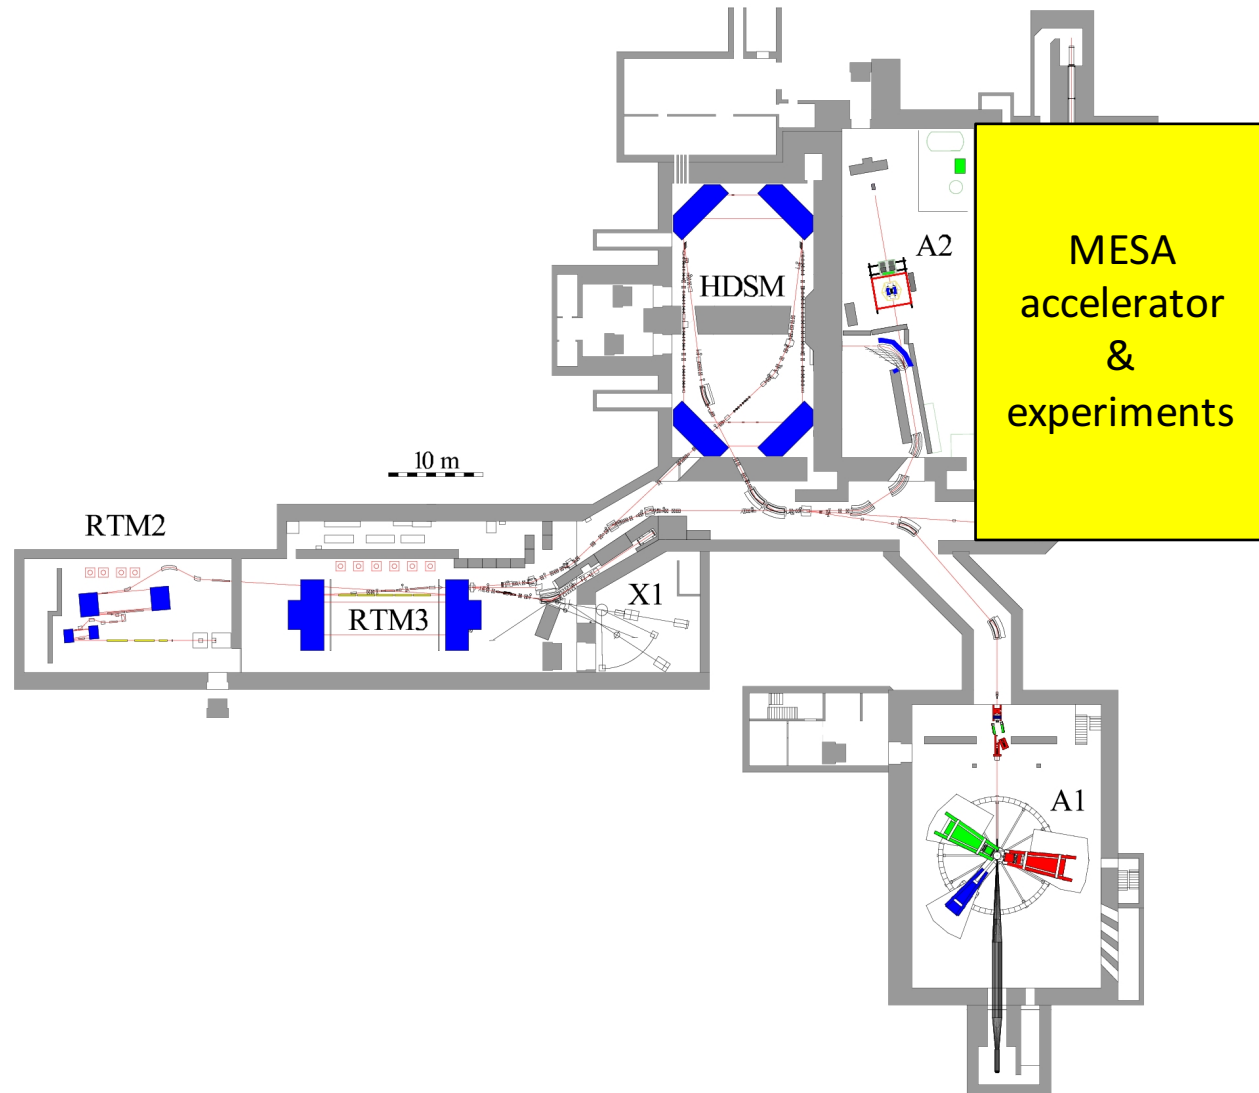 A2
MESA
accelerator
&
experiments
HDSM
10 m
RTM2
X1
RTM3
A1